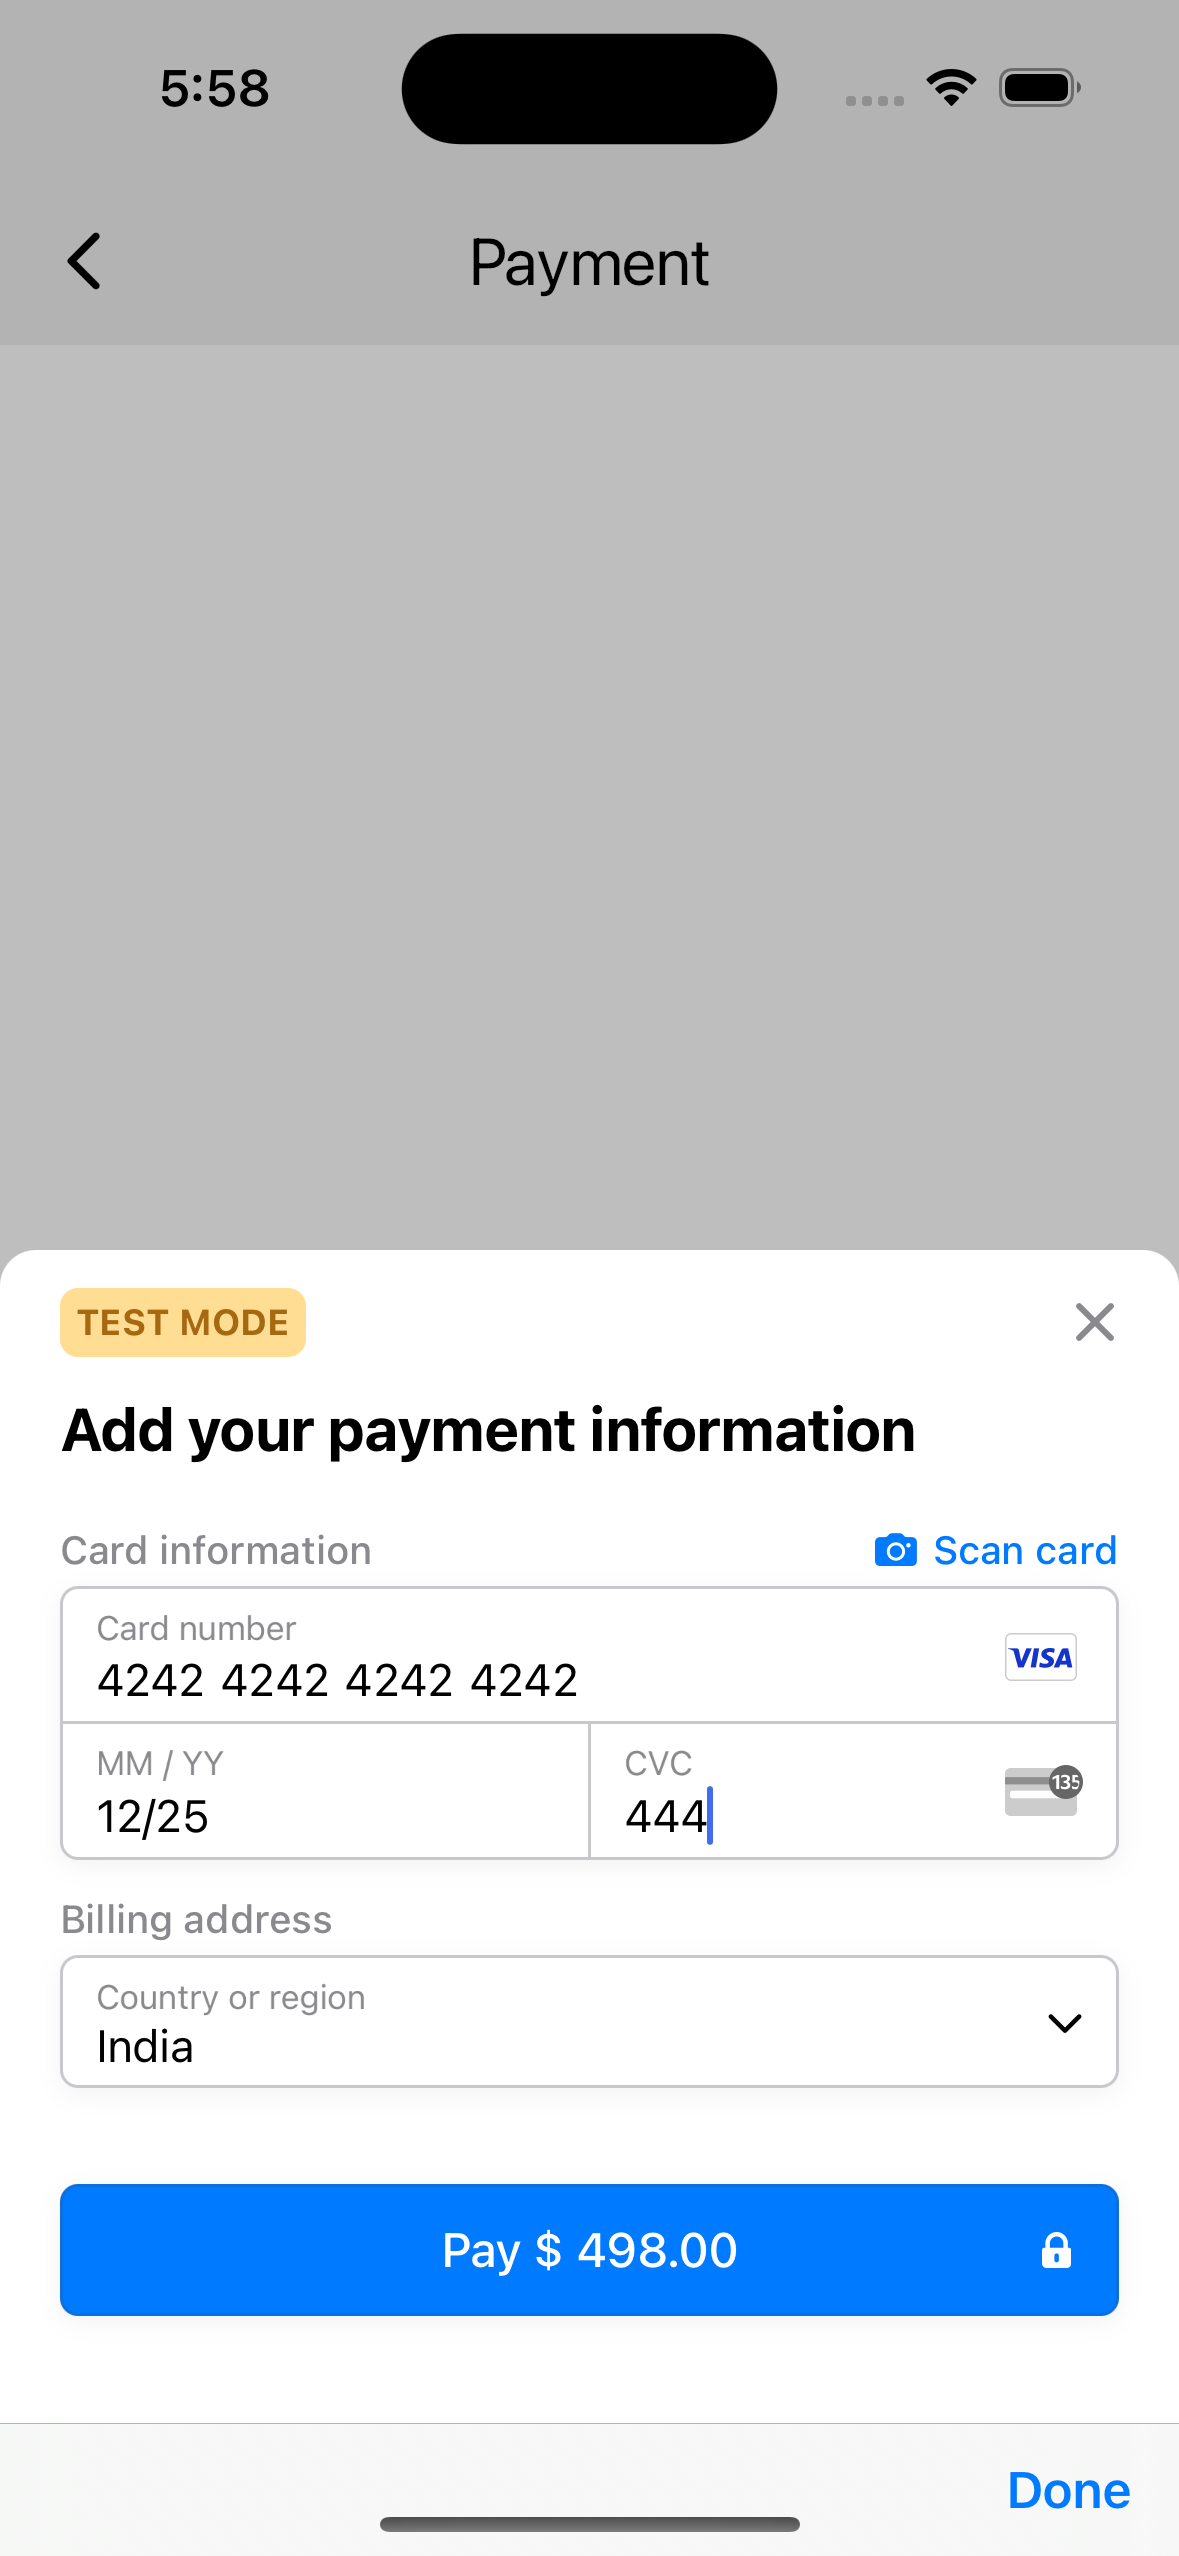 5:58
Payment
TEST MODE
Add your payment information
Card information
Scan card
Card number
4242 4242 4242 4242
VISA
MM / YY
12/25
CVC
444
135
Billing address
Country or region
India
Pay $ 498.00
Done